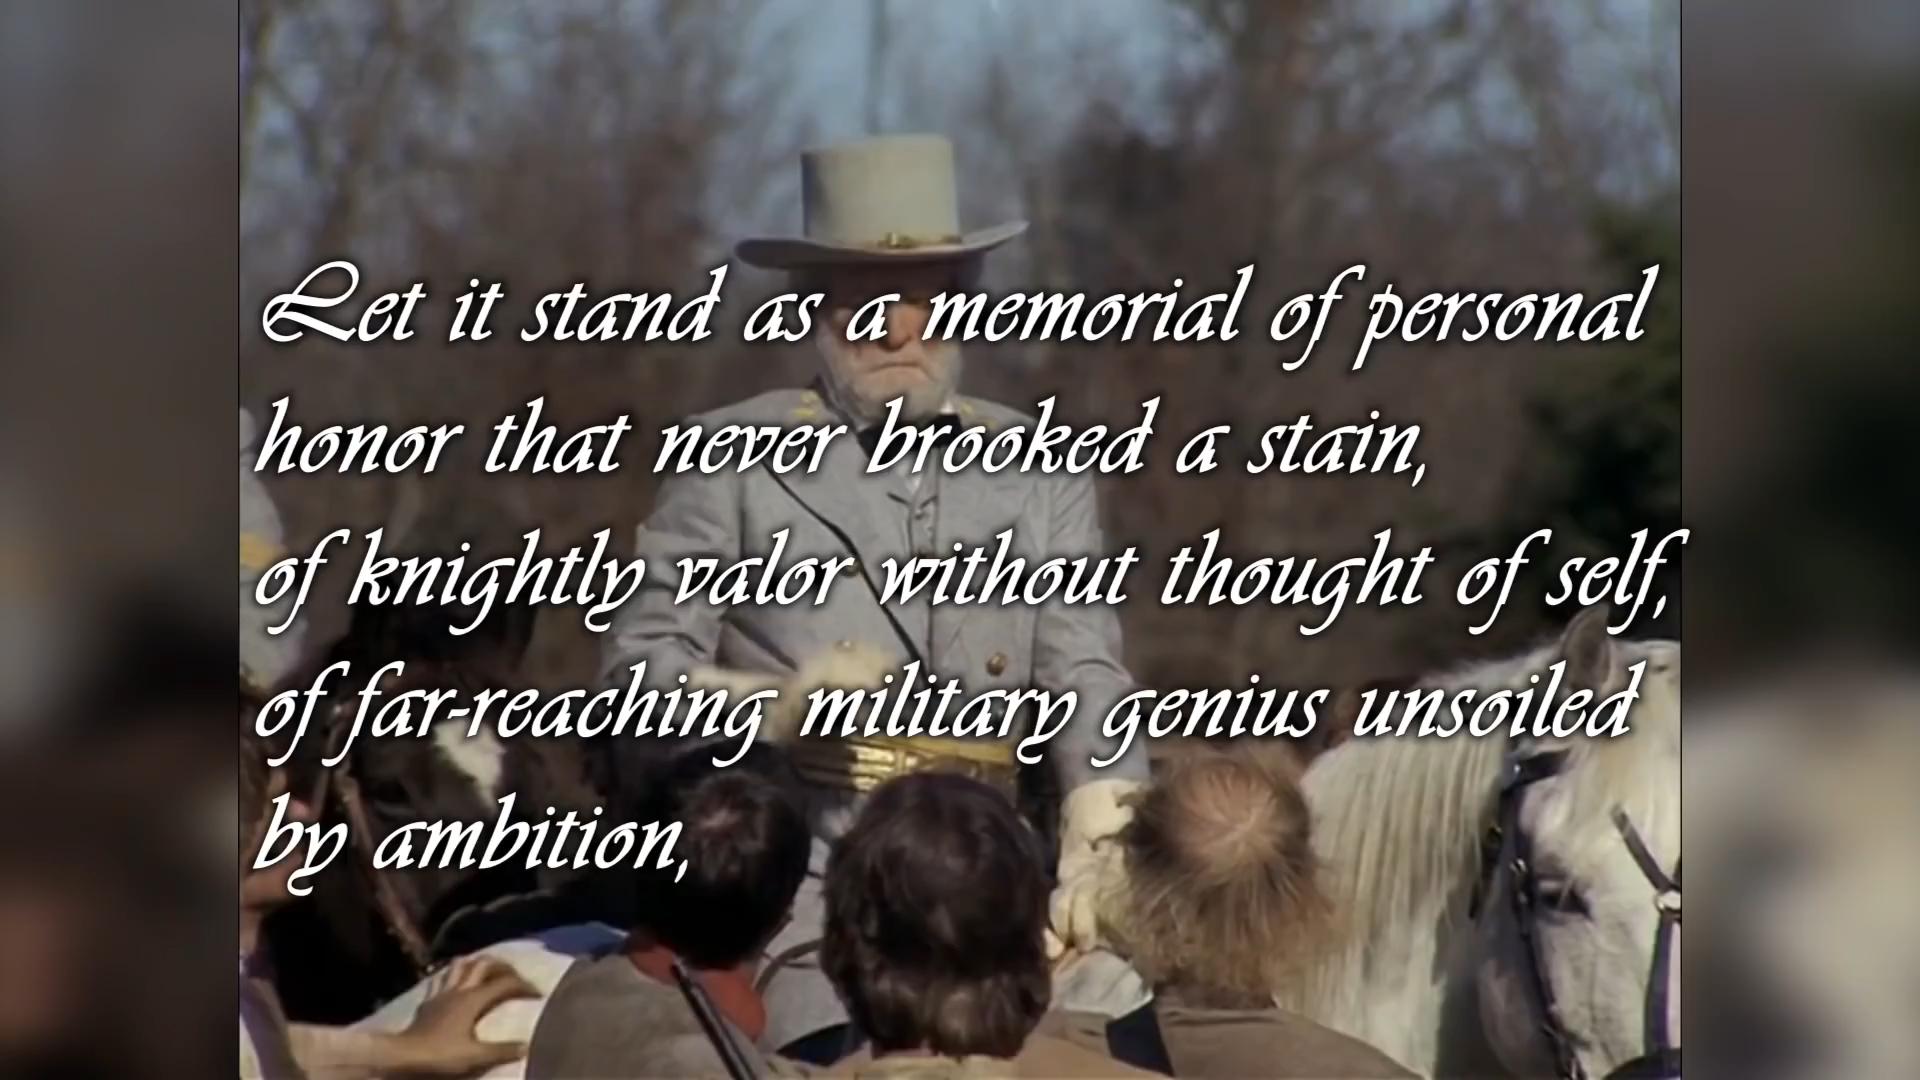 Let it stand as a memorial of personal
honor that never brooked a stain,
of knightly valor without thought of self,
of far-reaching military genius unsoiled
by ambition,